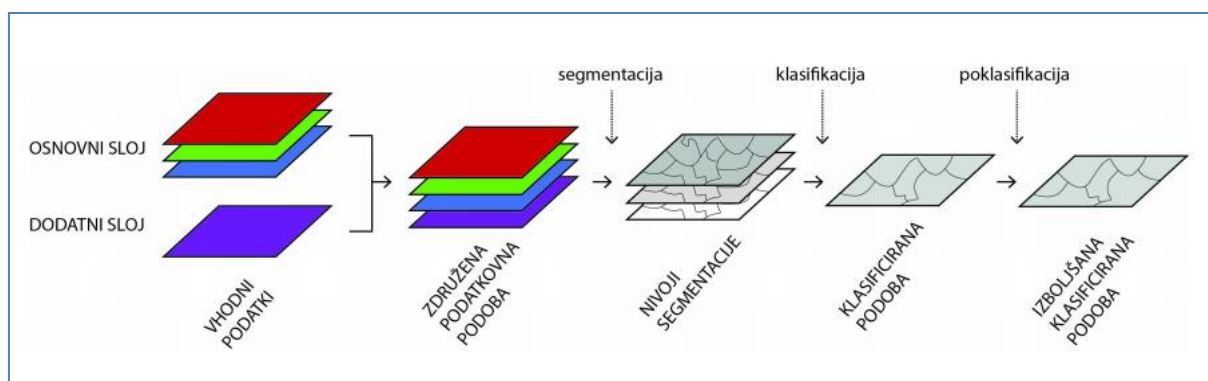 segmentacija
klasifikacija
poklasifikacija
OSNOVNI SLOJ
DODATNI SLOJ
VHODNI
PODATKI
ZDRUŽENA
PODATKOVNA
PODOBA
NIVOJI
SEGMENTACIJE
KLASIFICIRANA
PODOBA
IZBOLJŠANA
KLASIFICIRANA
PODOBA